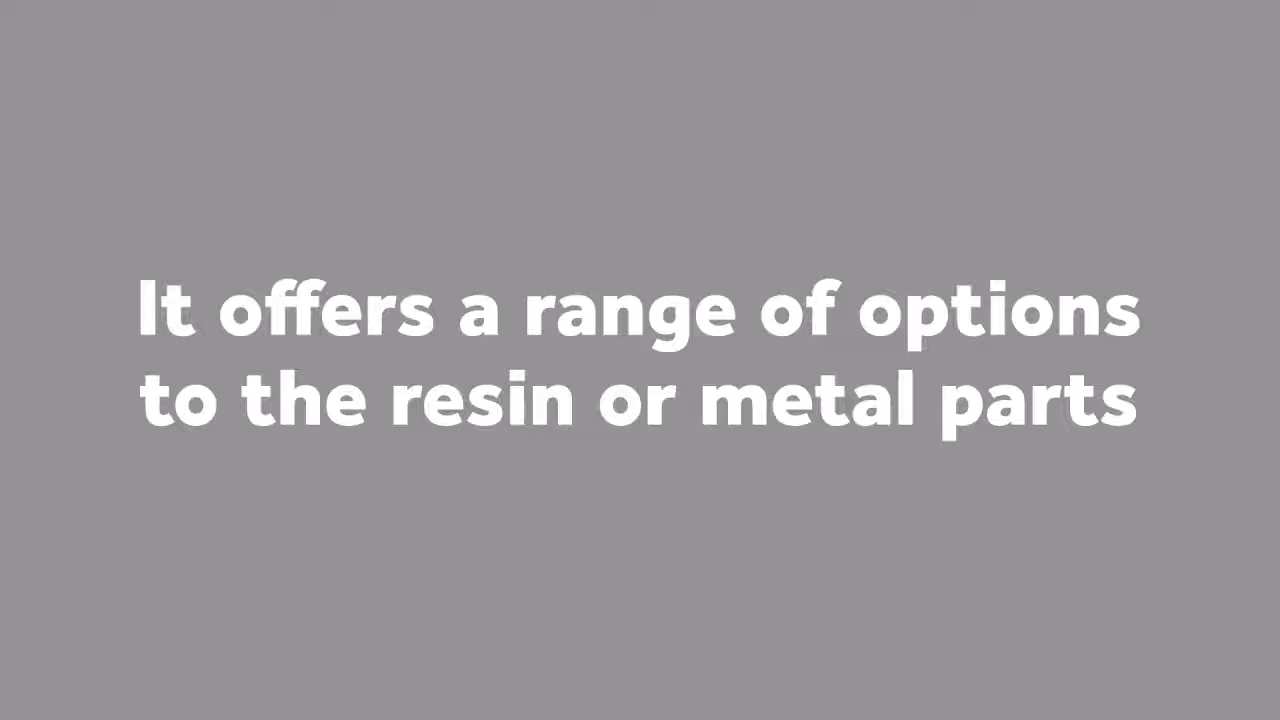 It offers a range of options
to the resin or metal parts